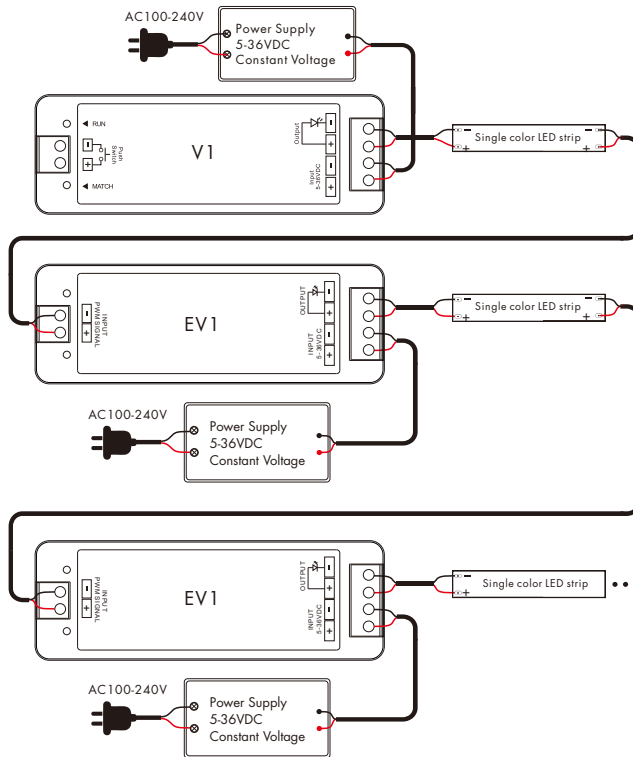 AC100-240V
Power Supply
5-36VDC
Constant Voltage
RUN
Push
Switch
-
+
MATCH
V1
Output
Input
5-36VDC
-
+
-
+
Single color LED strip
-
+
-
+
INPUT
PWM SIGNAL
-
+
EV1
OUTPUT
INPUT
5-36VDC
-
+
-
+
Single color LED strip
-
+
-
+
AC100-240V
Power Supply
5-36VDC
Constant Voltage
INPUT
PWM SIGNAL
-
+
EV1
OUTPUT
INPUT
5-36VDC
-
+
-
+
Single color LED strip
-
+
AC100-240V
Power Supply
5-36VDC
Constant Voltage